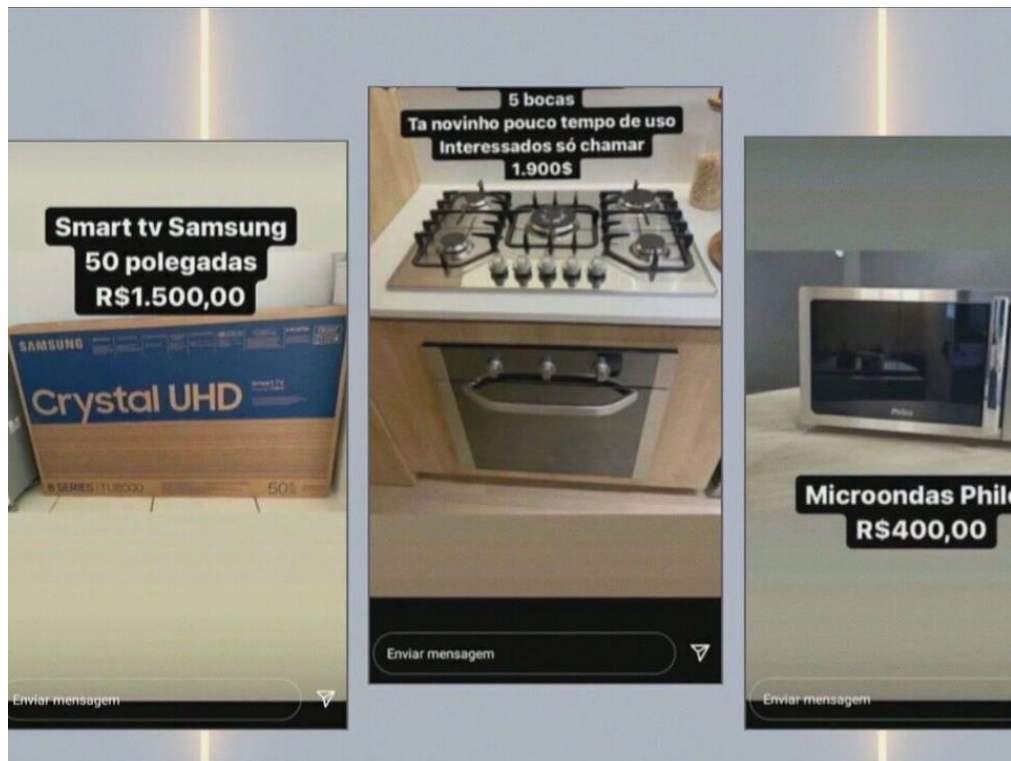 Smart tv Samsung
50 polegadas
R$1.500,00
SAMSUNG
Crystal UHD
Smart TV
8 SERIES - TU8000
50
Enviar mensagem
5 bocas
Ta novinho pouco tempo de uso
Interessados só chamar
1.900$
Enviar mensagem
Philco
Microondas Philc
R$400,00
Enviar mensagem